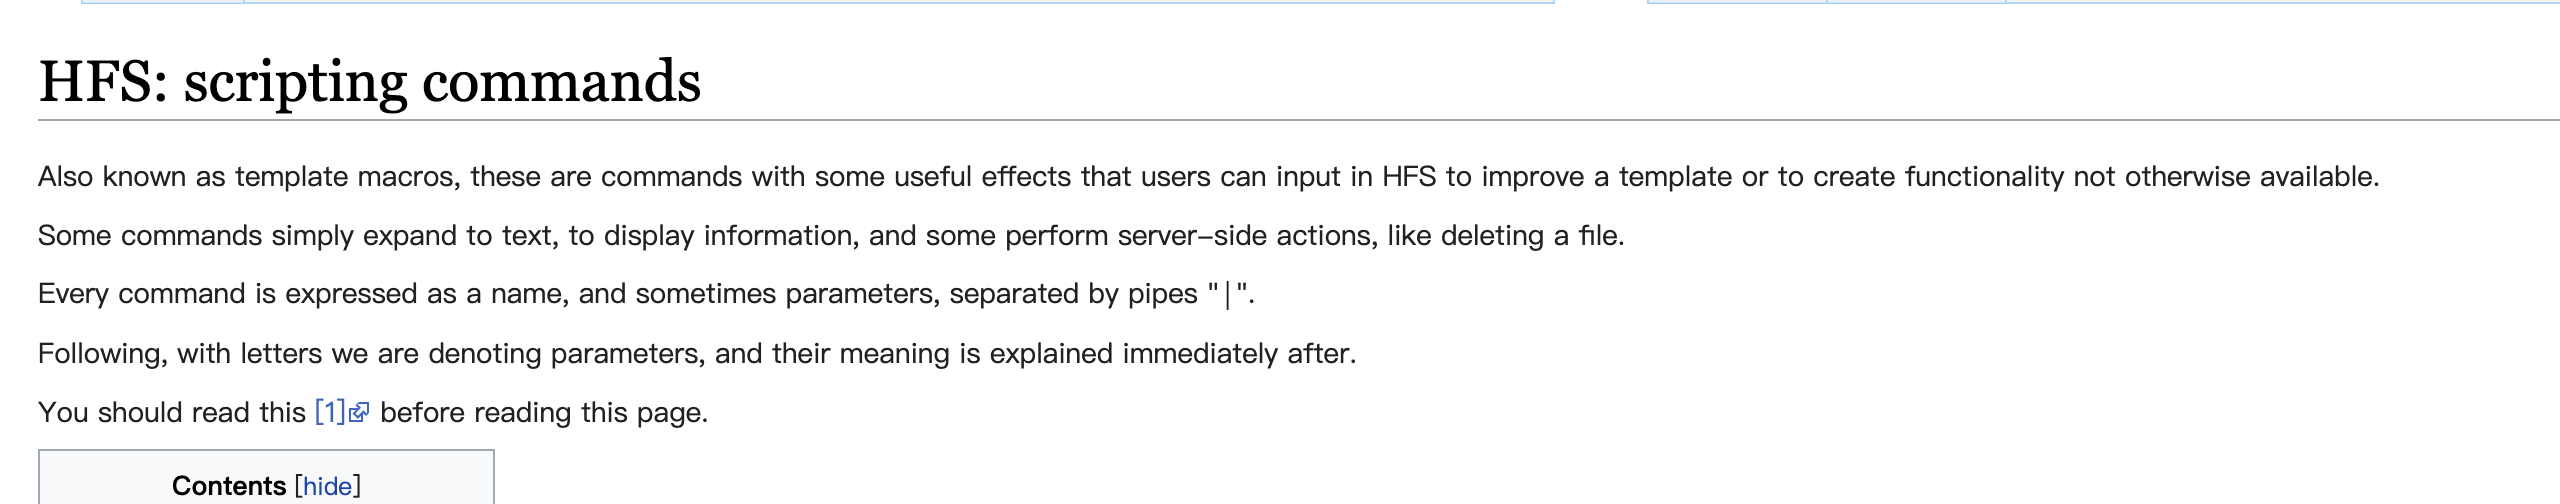 HFS: scripting commands
Also known as template macros, these are commands with some useful effects that users can input in HFS to improve a template or to create functionality not otherwise available.
Some commands simply expand to text, to display information, and some perform server-side actions, like deleting a file.
Every command is expressed as a name, and sometimes parameters, separated by pipes "|".
Following, with letters we are denoting parameters, and their meaning is explained immediately after.
You should read this [1] before reading this page.
Contents [hide]